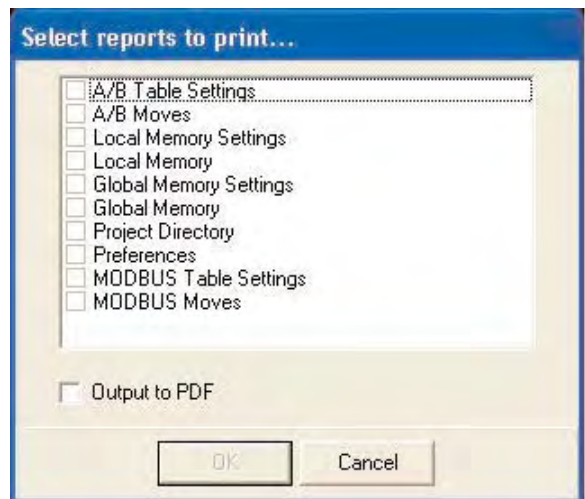 Select reports to print...
A/B Table Settings
A/B Moves
Local Memory Settings
Local Memory
Global Memory Settings
Global Memory
Project Directory
Preferences
MODBUS Table Settings
MODBUS Moves
Output to PDF
OK
Cancel